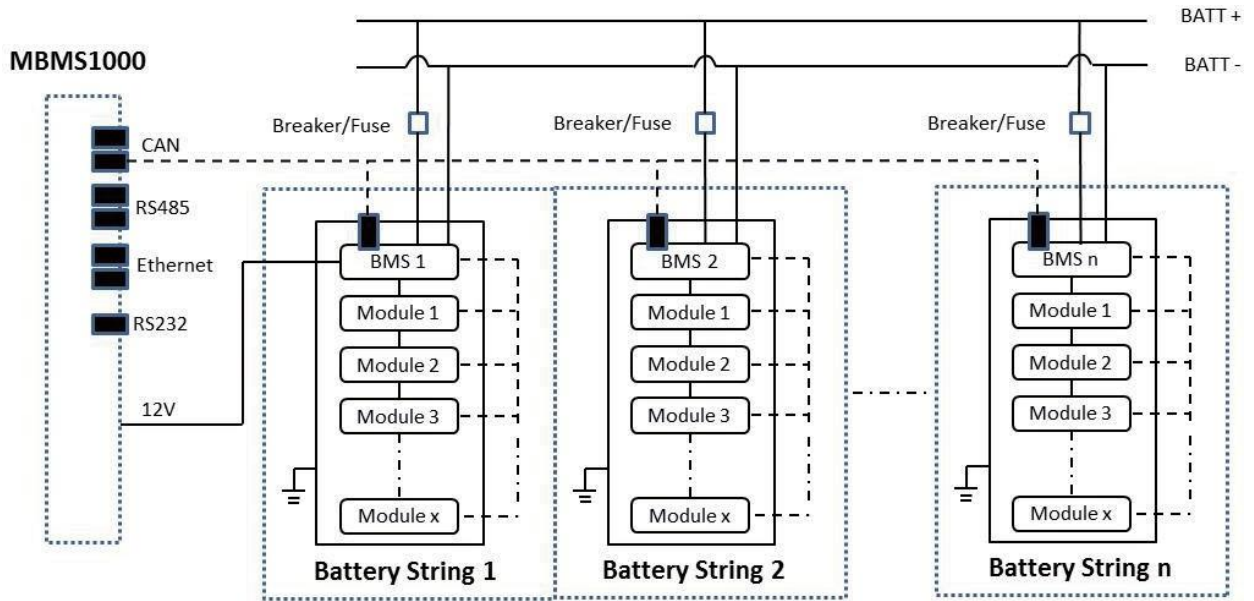 BATT +
MBMS1000
BATT -
Breaker/Fuse
Breaker/Fuse
Breaker/Fuse
CAN
RS485
Ethernet
RS232
12V
BMS 1
Module 1
Module 2
Module 3
Module x
Battery String 1
BMS 2
Module 1
Module 2
Module 3
Module x
Battery String 2
BMS n
Module 1
Module 2
Module 3
Module x
Battery String n